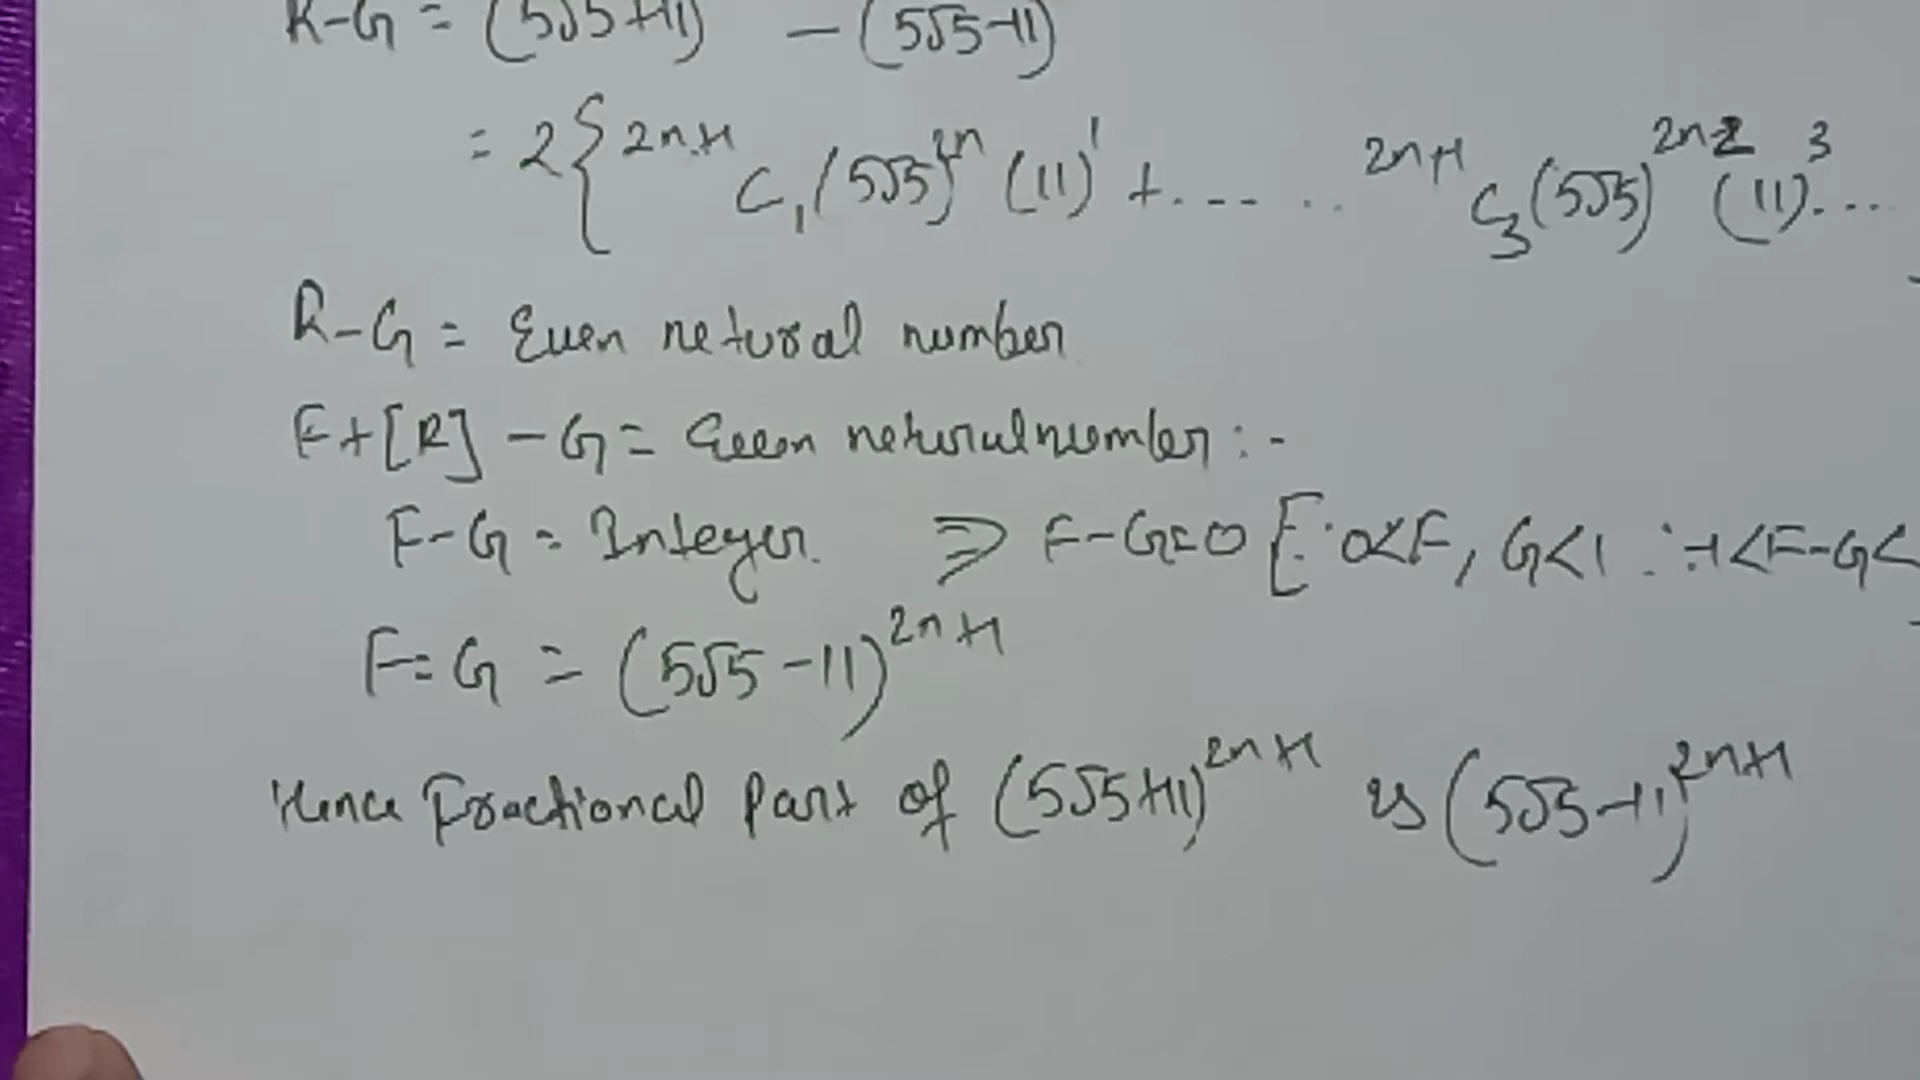 R-G = (5√5+11) - (5√5-11)
= 2{ ²ⁿ⁺¹C₁(5√5)²ⁿ (11)¹ + ---- .. ²ⁿ⁺¹C₃(5√5)²ⁿ⁻² (11)³...
R-G = Even netural number
F+[R] - G = Even neturalnumber :-
F-G = Integer. ⇒ F-G=0 [∵ 0<F, G<1 ∴ -1<F-G<
F=G = (5√5-11)²ⁿ⁺¹
Hence Fractional Part of (5√5+11)²ⁿ⁺¹ is (5√5-11)²ⁿ⁺¹